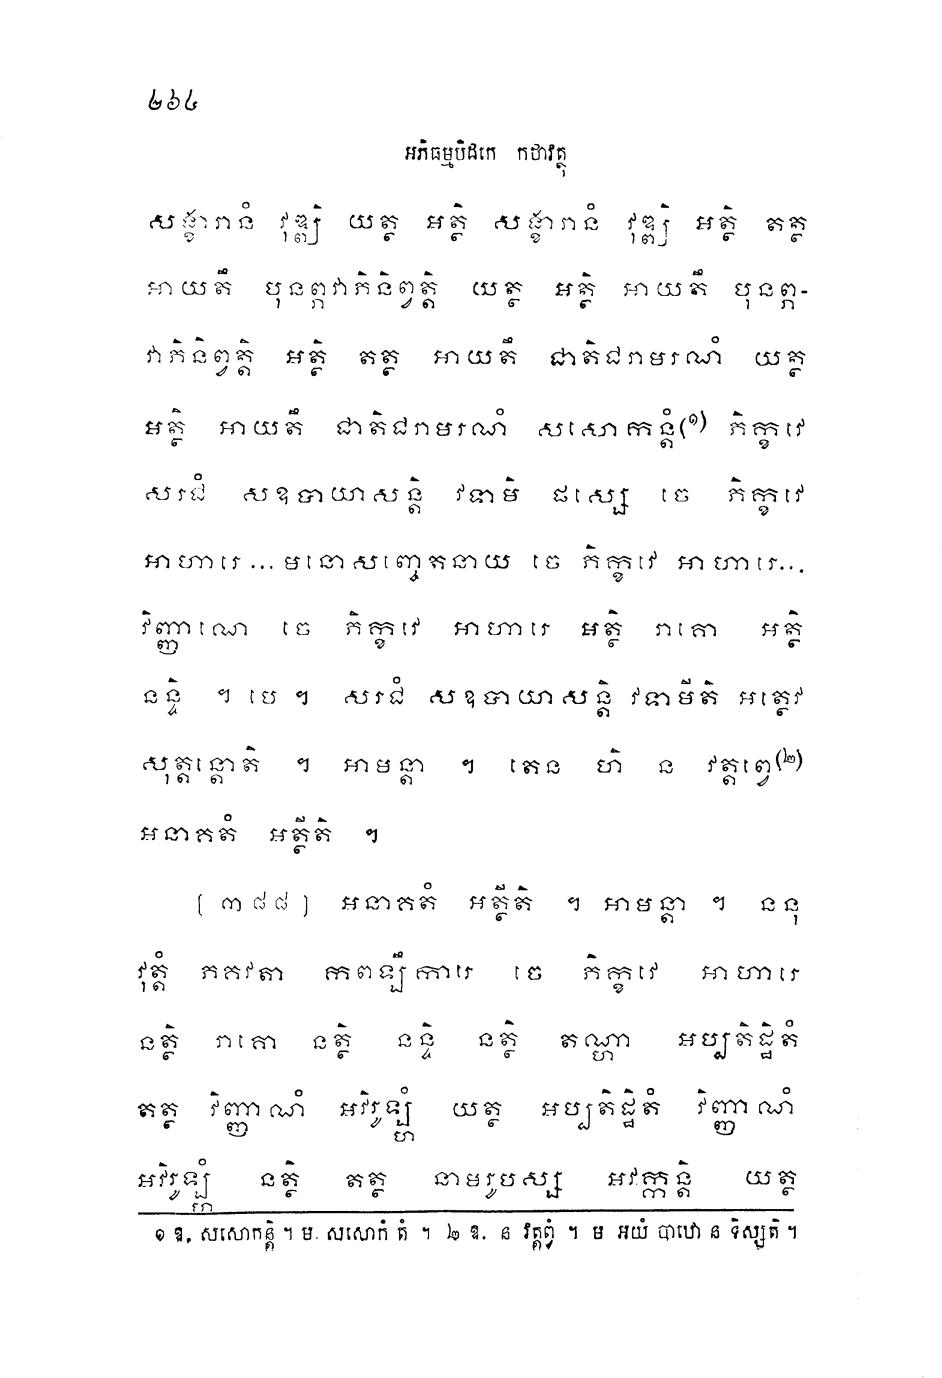 ២៦៤
អភិធម្មបិដកេ កថាវត្ថុ
សង្ខារានំ វុឌ្ឍិ យត្ថ អត្ថិ សង្ខារានំ វុឌ្ឍិ អត្ថិ តត្ថ
អាយតឹ បុនព្ភវាភិនិព្វត្តិ យត្ថ អត្ថិ អាយតឹ បុនព្ភ-
វាភិនិព្វត្តិ អត្ថិ តត្ថ អាយតឹ ជាតិជរាមរណំ យត្ថ
អត្ថិ អាយតឹ ជាតិជរាមរណំ សសោកន្តំ(១) ភិក្ខវេ
សរជំ សឧបាយាសន្តិ វទាមិ ផស្សេ ចេ ភិក្ខវេ
អាហារេ... មនោសញ្ចេតនាយ ចេ ភិក្ខវេ អាហារេ...
វិញ្ញាណេ ចេ ភិក្ខវេ អាហារេ អត្ថិ រាគោ អត្ថិ
នន្ទិ ។ បេ ។ សរជំ សឧបាយាសន្តិ វទាមីតិ អត្ថេវ
សុត្តន្តោតិ ។ អាមន្តា ។ តេន ហិ ន វត្តព្វេ(២)
អនាគតំ អត្ថីតិ ។
[៣៨៨] អនាគតំ អត្ថីតិ ។ អាមន្តា ។ ននុ
វុត្តំ ភគវតា កពឡឹការេ ចេ ភិក្ខវេ អាហារេ
នត្ថិ រាគោ នត្ថិ នន្ទិ នត្ថិ តណ្ហា អប្បតិដ្ឋិតំ
តត្ថ វិញ្ញាណំ អវិរូឡ្ហំ យត្ថ អប្បតិដ្ឋិតំ វិញ្ញាណំ
អវិរូឡ្ហំ នត្ថិ តត្ថ នាមរូបស្ស អវក្កន្តិ យត្ថ
១ ឱ. សសោកន្តិ ។ ម. សសោកំ តំ ។ ២ ឱ. ន វត្តព្វំ ។ ម អយំ បាឋោ ន ទិស្សតិ ។